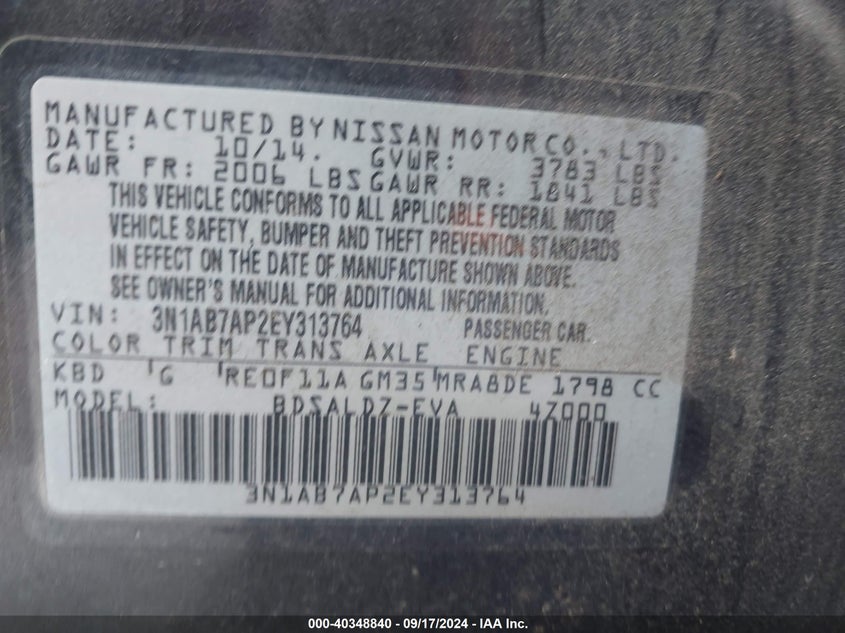 MANUFACTURED BY NISSAN MOTOR CO., LTD.
DATE: 10/14. GVWR: 3783 LBS
GAWR FR: 2006 LBS GAWR RR: 1841 LBS
THIS VEHICLE CONFORMS TO ALL APPLICABLE FEDERAL MOTOR
VEHICLE SAFETY, BUMPER AND THEFT PREVENTION STANDARDS
IN EFFECT ON THE DATE OF MANUFACTURE SHOWN ABOVE.
SEE OWNER'S MANUAL FOR ADDITIONAL INFORMATION.
VIN: 3N1AB7AP2EY313764 PASSENGER CAR
COLOR TRIM TRANS AXLE ENGINE
KBD G RE0F11A GM35 MRA8DE 1798 CC
MODEL: BDSALDZ-EVA 4Z000
3N1AB7AP2EY313764
000-40348840 - 09/17/2024 - IAA Inc.